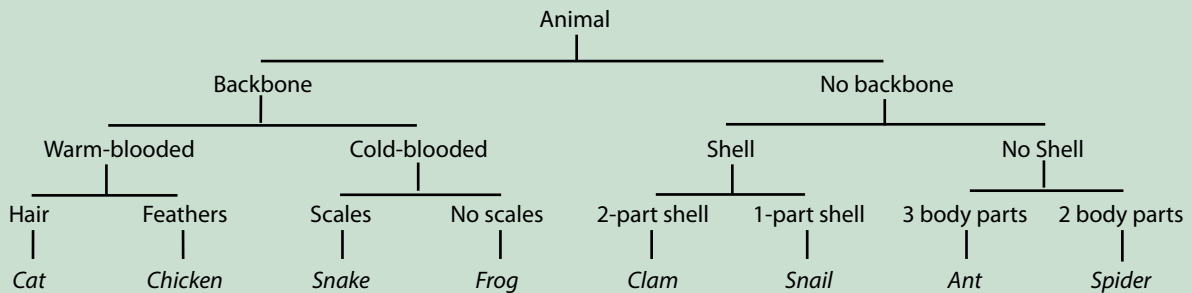 Animal
Backbone No backbone
Warm-blooded Cold-blooded Shell No Shell
Hair Feathers Scales No scales 2-part shell 1-part shell 3 body parts 2 body parts
Cat Chicken Snake Frog Clam Snail Ant Spider